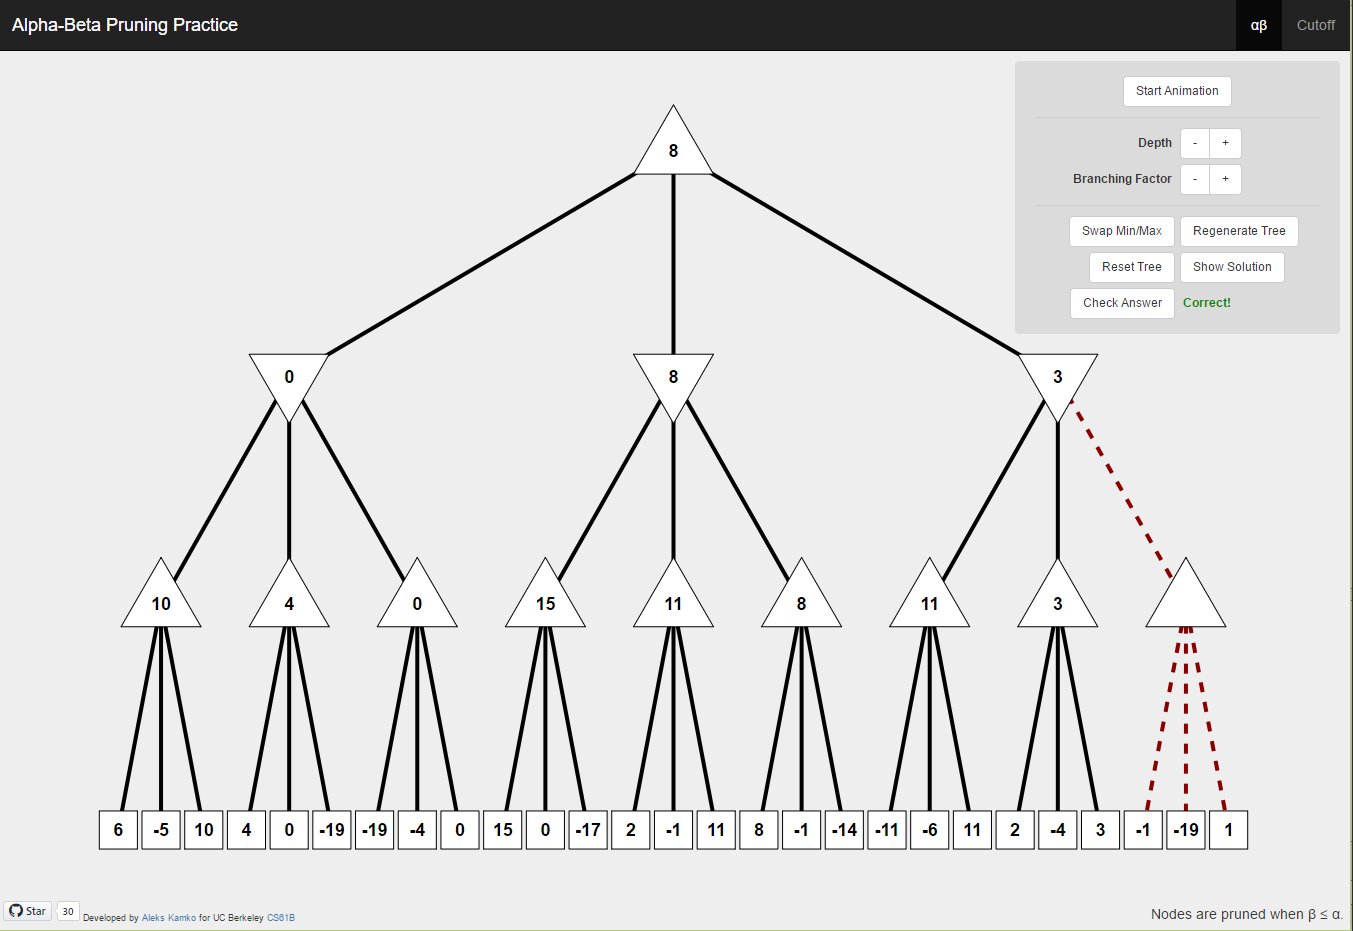 Alpha-Beta Pruning Practice αβ Cutoff
Start Animation
Depth - +
Branching Factor - +
Swap Min/Max Regenerate Tree
Reset Tree Show Solution
Check Answer Correct!
8
0 8 3
10 4 0 15 11 8 11 3
6 -5 10 4 0 -19 -19 -4 0 15 0 -17 2 -1 11 8 -1 -14 -11 -6 11 2 -4 3 -1 -19 1
Star 30 Developed by Aleks Kamko for UC Berkeley CS61B
Nodes are pruned when β ≤ α.